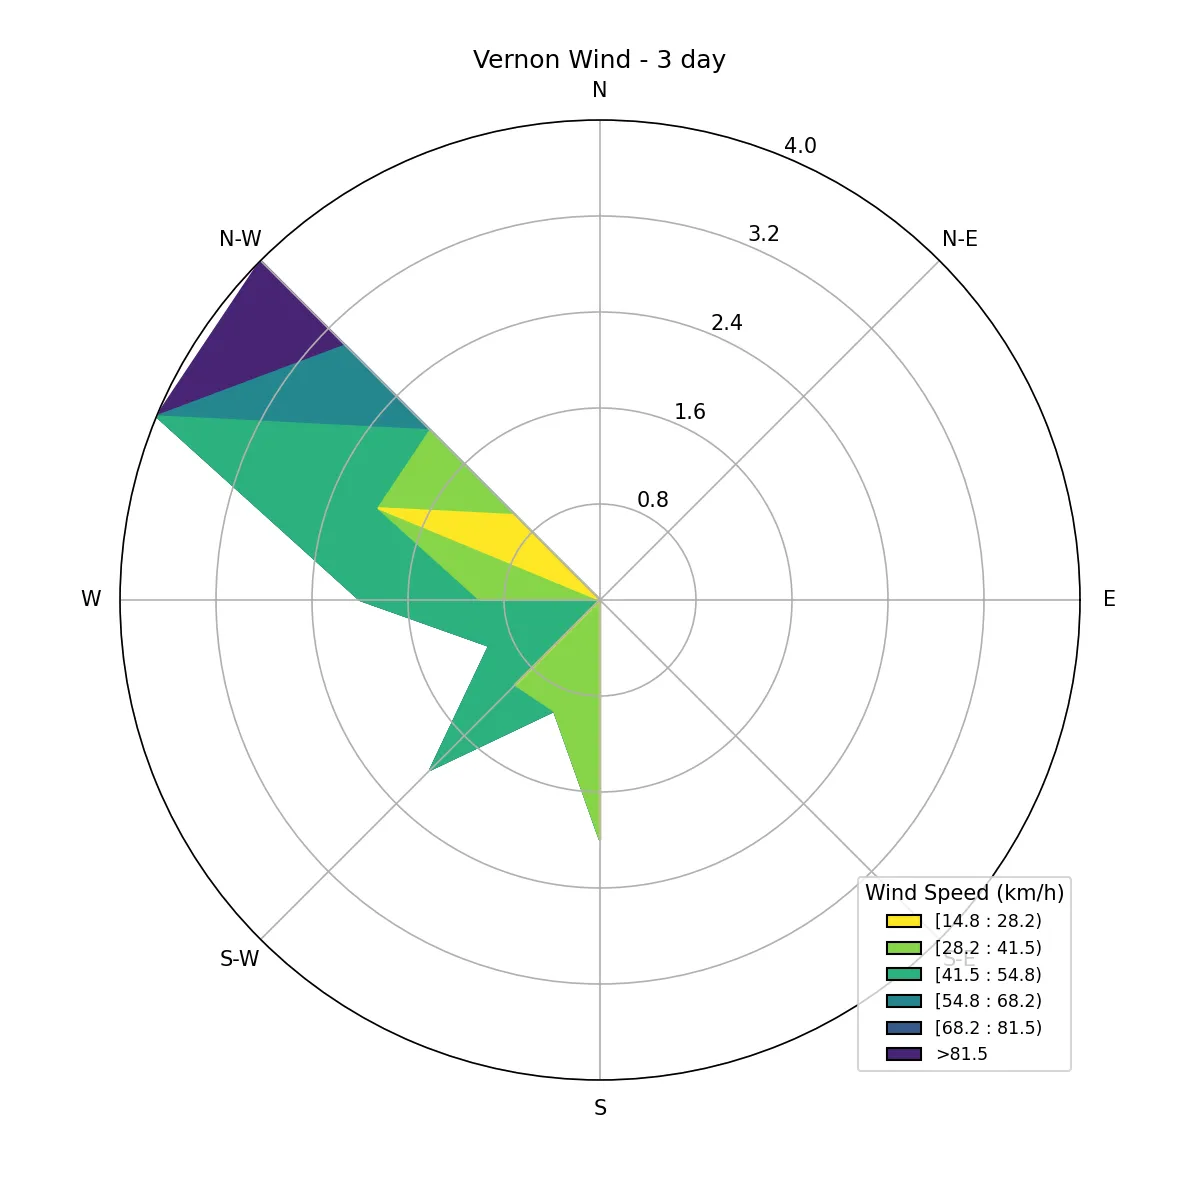 Vernon Wind - 3 day
N
4.0
N-W
3.2
N-E
2.4
1.6
0.8
W
E
S-W
S-E
S
Wind Speed (km/h)
[14.8 : 28.2)
[28.2 : 41.5)
[41.5 : 54.8)
[54.8 : 68.2)
[68.2 : 81.5)
>81.5